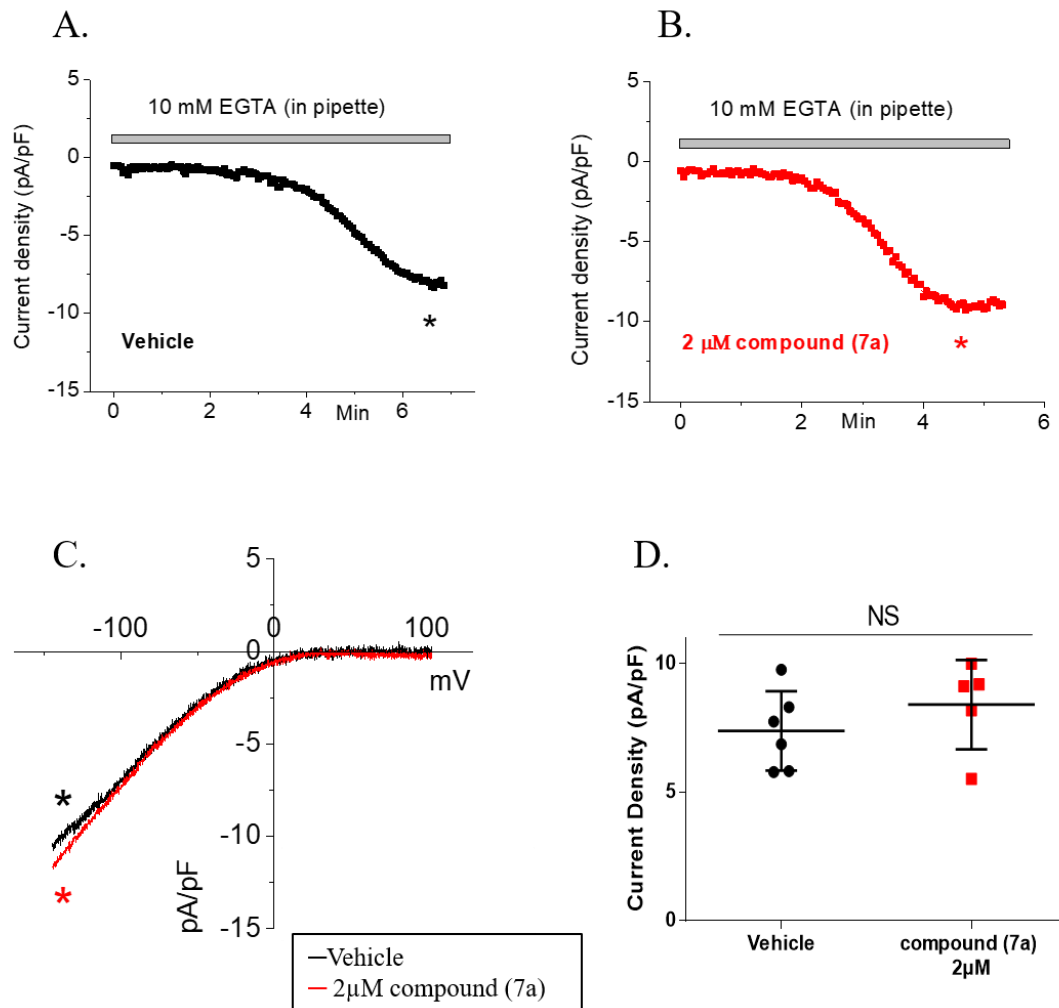 A.
5
0
-5
-10
-15
Current density (pA/pF)
10 mM EGTA (in pipette)
Vehicle
*
0
2
4
6
Min
B.
5
0
-5
-10
-15
Current density (pA/pF)
10 mM EGTA (in pipette)
2 µM compound (7a)
*
0
2
4
6
Min
C.
5
0
-5
-10
-15
-100
0
100
mV
pA/pF
*
*
Vehicle
2µM compound (7a)
D.
NS
10
5
0
Current Density (pA/pF)
Vehicle
compound (7a)
2µM